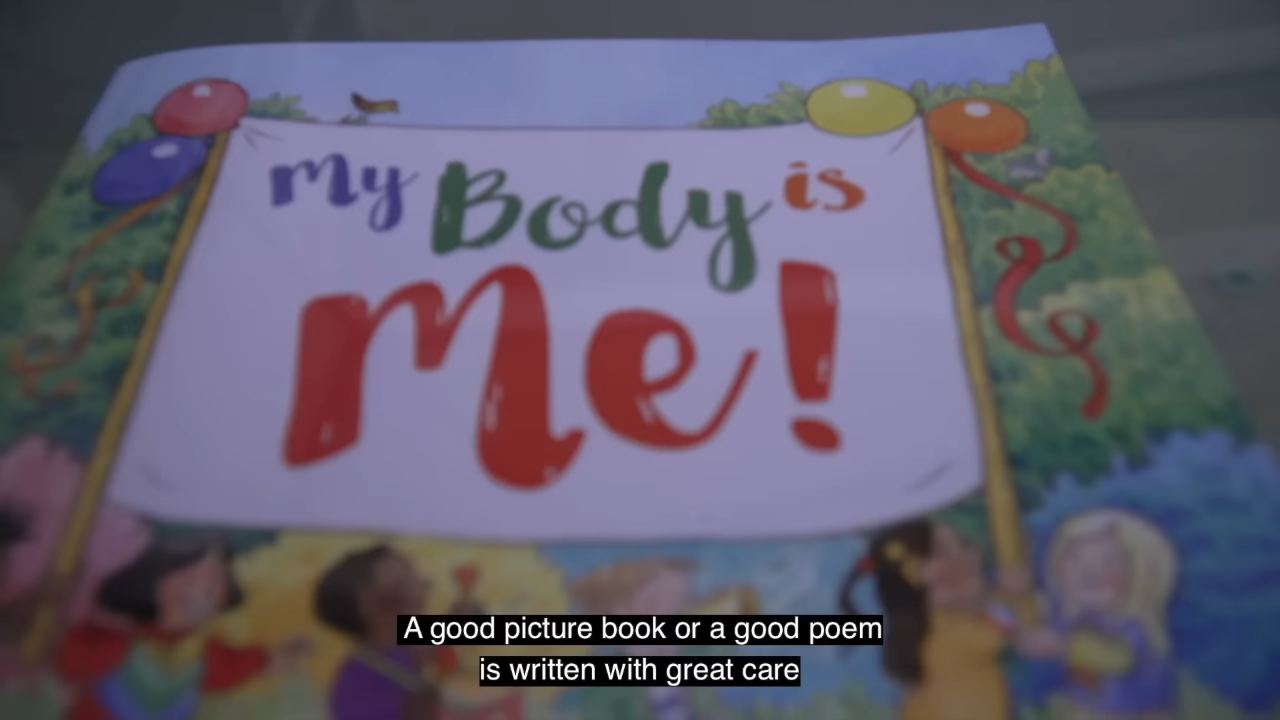 My Body is
Me!
A good picture book or a good poem
is written with great care